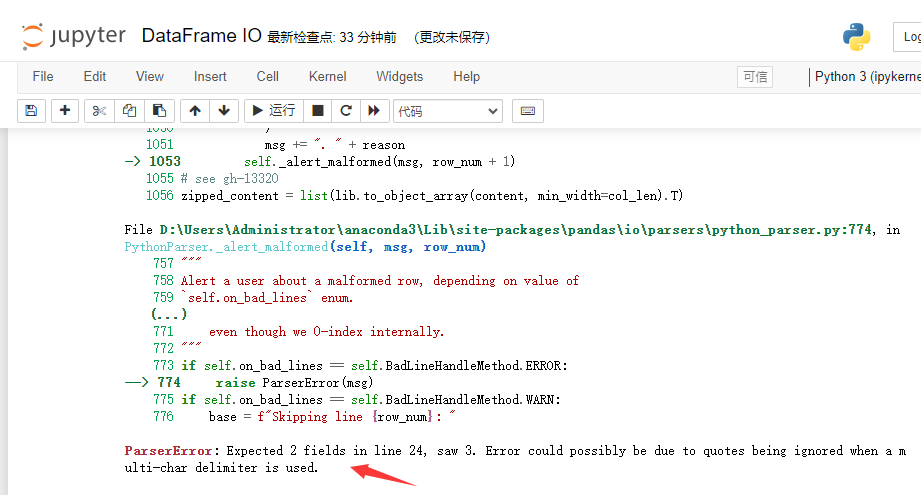 jupyter DataFrame IO 最新检查点: 33 分钟前 (更改未保存)
File Edit View Insert Cell Kernel Widgets Help 可信 Python 3 (ipykerne
运行 代码
1051 msg += ". " + reason
-> 1053 self._alert_malformed(msg, row_num + 1)
1055 # see gh-13320
1056 zipped_content = list(lib.to_object_array(content, min_width=col_len).T)
File D:\Users\Administrator\anaconda3\Lib\site-packages\pandas\io\parsers\python_parser.py:774, in
PythonParser._alert_malformed(self, msg, row_num)
757 """
758 Alert a user about a malformed row, depending on value of
759 `self.on_bad_lines` enum.
(...)
771 even though we 0-index internally.
772 """
773 if self.on_bad_lines == self.BadLineHandleMethod.ERROR:
--> 774 raise ParserError(msg)
775 if self.on_bad_lines == self.BadLineHandleMethod.WARN:
776 base = f"Skipping line {row_num}: "
ParserError: Expected 2 fields in line 24, saw 3. Error could possibly be due to quotes being ignored when a m
ulti-char delimiter is used.